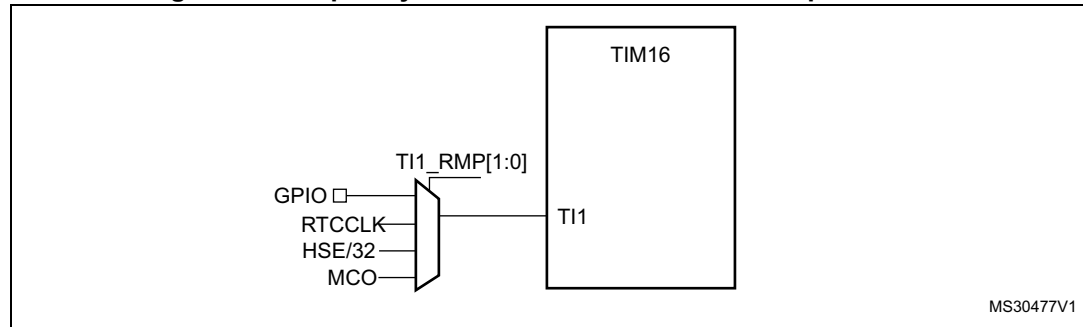 TIM16
TI1_RMP[1:0]
GPIO
RTCCLK
TI1
HSE/32
MCO
MS30477V1